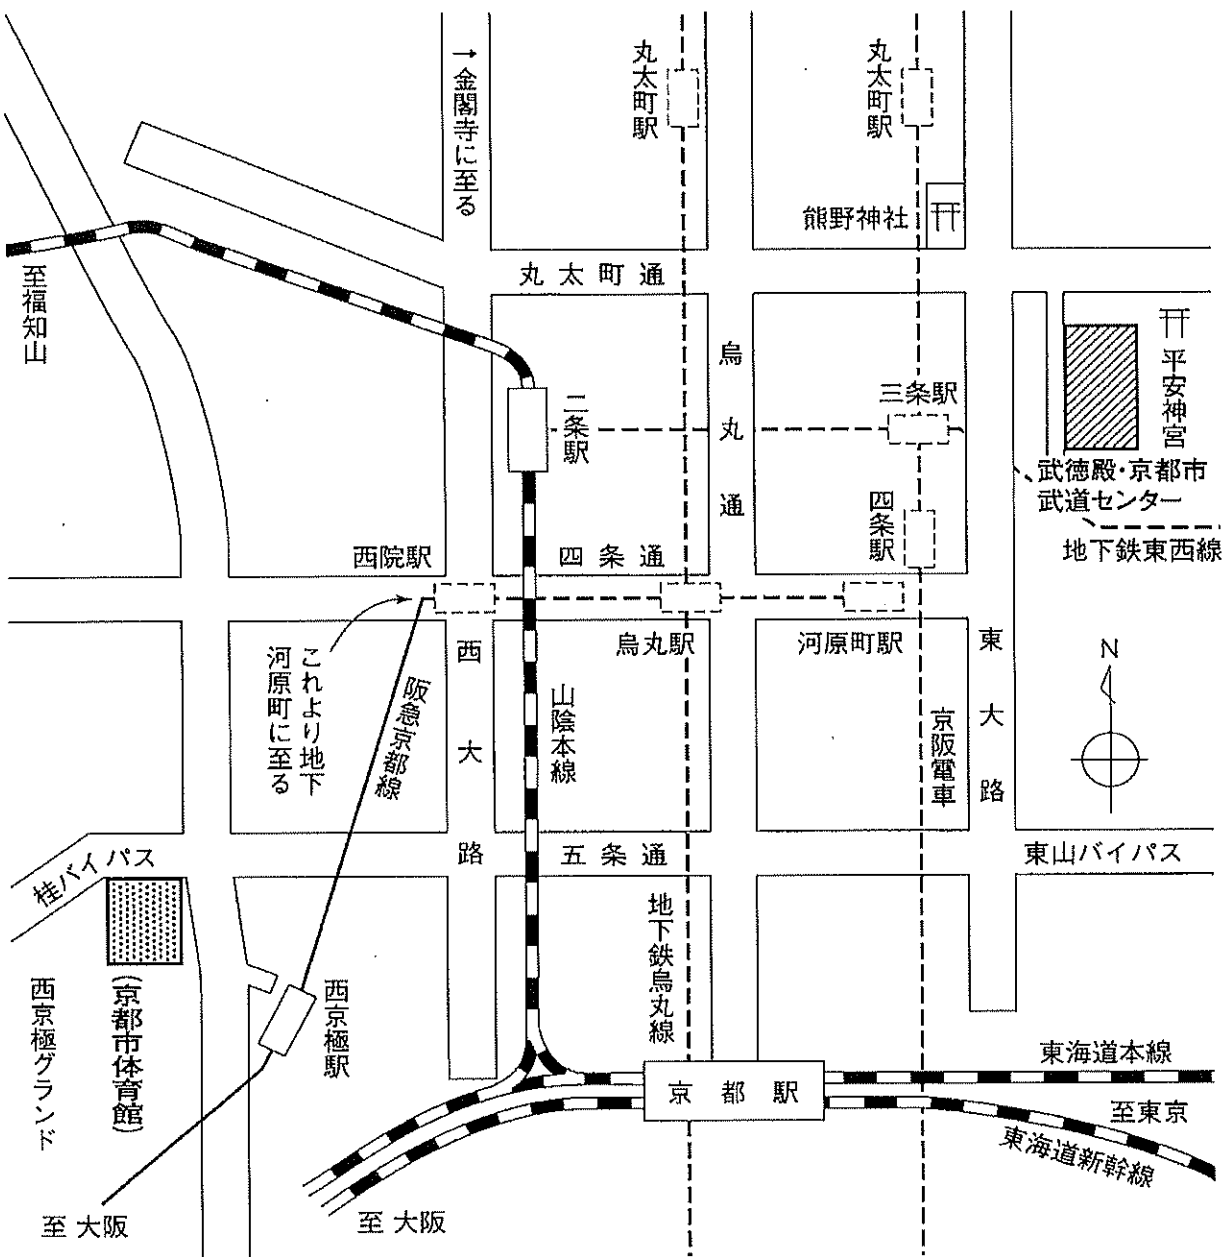 →金閣寺に至る
丸太町駅
丸太町駅
熊野神社
至福知山
丸太町通
烏丸通
平安神宮
二条駅
三条駅
武徳殿・京都市
武道センター
四条駅
地下鉄東西線
西院駅
四条通
烏丸駅
河原町駅
これより地下
河原町に至る
阪急京都線
西大路
山陰本線
京阪電車
東大路
N
桂バイパス
五条通
東山バイパス
西京極グランド
(京都市体育館)
西京極駅
地下鉄烏丸線
京都駅
東海道本線
至東京
東海道新幹線
至 大阪
至 大阪